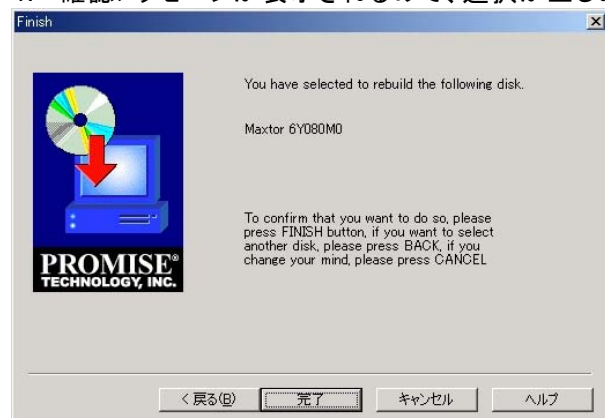 Finish
You have selected to rebuild the following disk.
Maxtor 6Y080M0
To confirm that you want to do so, please
press FINISH button, if you want to select
another disk, please press BACK, if you
change your mind, please press CANCEL
PROMISE®
TECHNOLOGY, INC.
< 戻る(B)
完了
キャンセル
ヘルプ